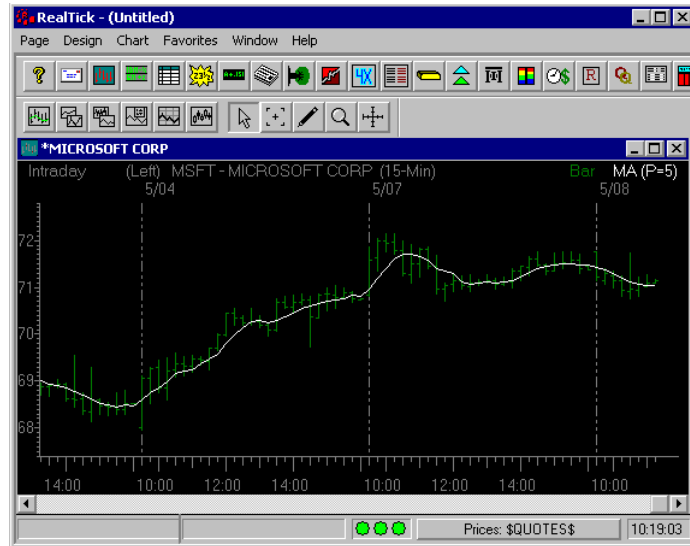 RealTick - (Untitled)
Page Design Chart Favorites Window Help
4X R
*MICROSOFT CORP
Intraday (Left) MSFT - MICROSOFT CORP (15-Min) Bar MA (P=5)
5/04 5/07 5/08
72
71
70
69
68
14:00 10:00 12:00 14:00 10:00 12:00 14:00 10:00
Prices: $QUOTES$ 10:19:03